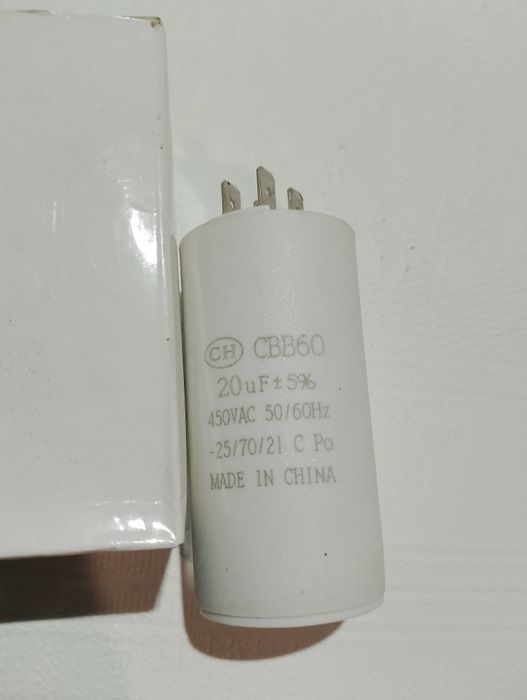 CH CBB60
20uF±5%
450VAC 50/60Hz
-25/70/21 C Po
MADE IN CHINA